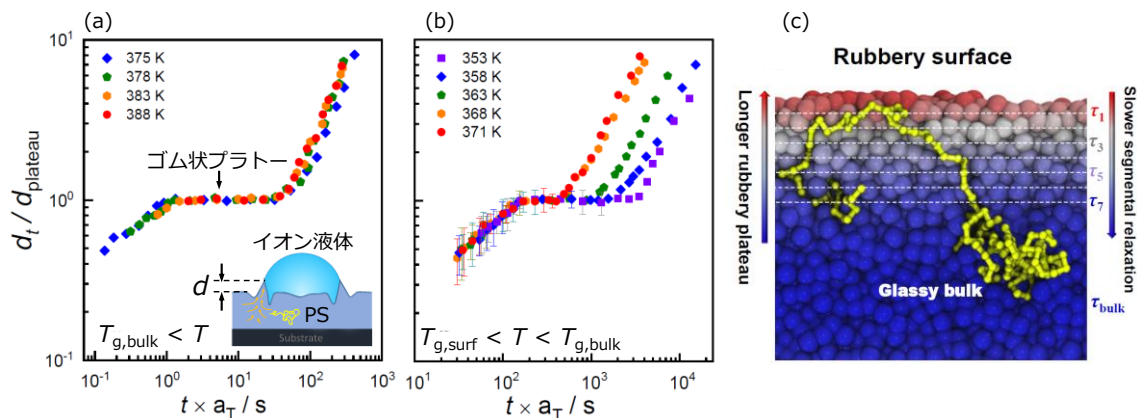 (a)
10¹
10⁰
10⁻¹
d_t / d_plateau
375 K
378 K
383 K
388 K
ゴム状プラトー
イオン液体
d
PS
Substrate
T_g,bulk < T
10⁻¹ 10⁰ 10¹ 10² 10³
t × a_T / s
(b)
353 K
358 K
363 K
368 K
371 K
T_g,surf < T < T_g,bulk
10² 10³ 10⁴
t × a_T / s
(c)
Rubbery surface
Longer rubbery plateau
τ₁
τ₃
τ₅
τ₇
τ_bulk
Glassy bulk
Slower segmental relaxation